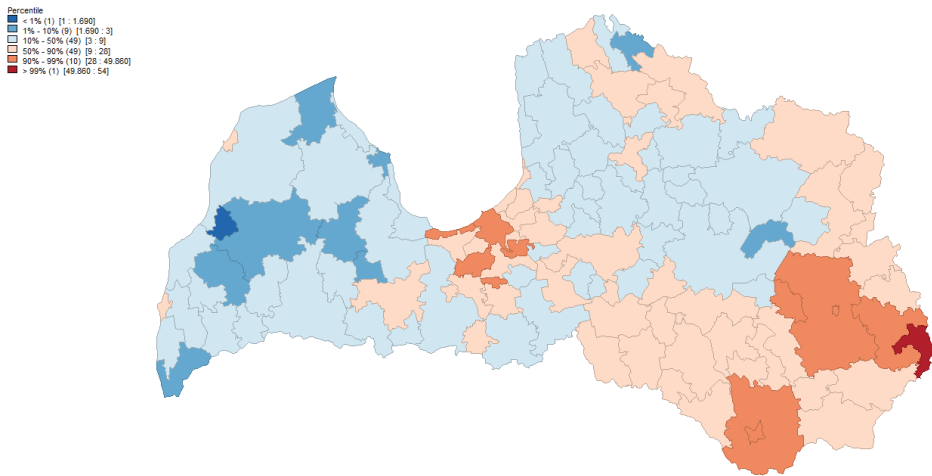 Percentile
< 1% (1) [1 : 1.690]
1% - 10% (9) [1.690 : 3]
10% - 50% (49) [3 : 9]
50% - 90% (49) [9 : 28]
90% - 99% (10) [28 : 49.860]
> 99% (1) [49.860 : 54]